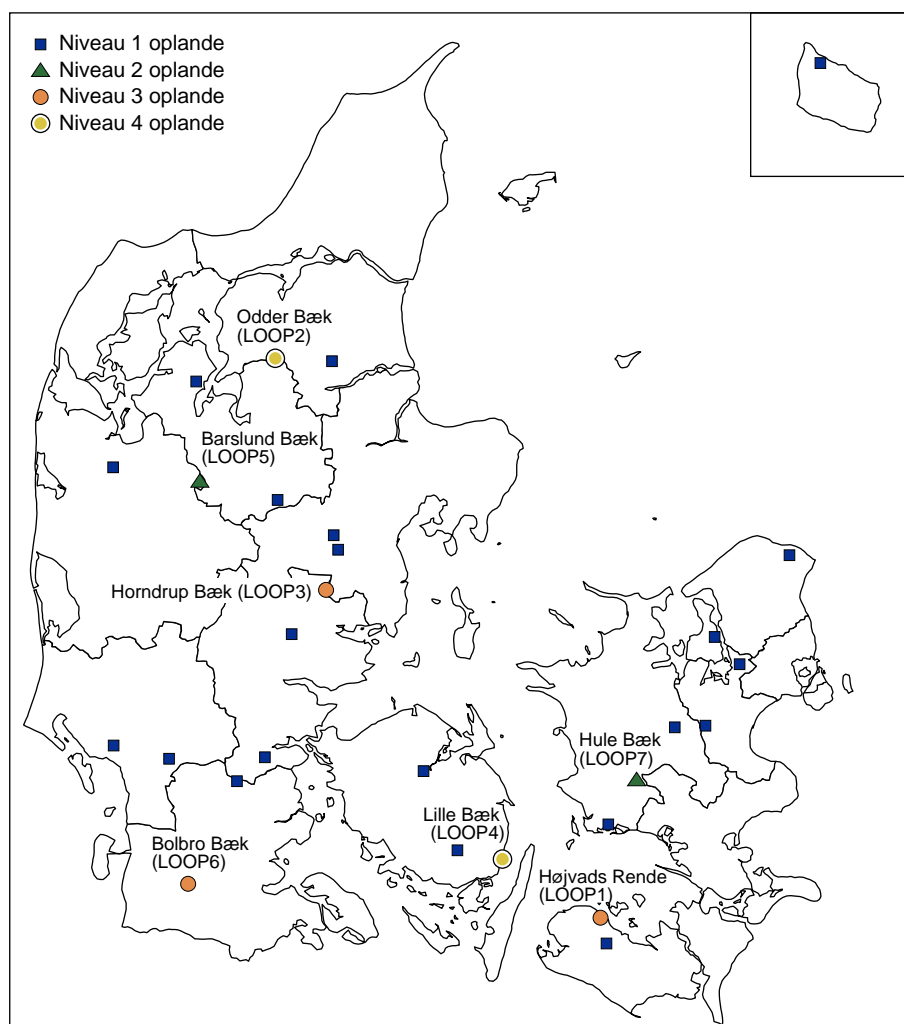 Niveau 1 oplande
Niveau 2 oplande
Niveau 3 oplande
Niveau 4 oplande
Odder Bæk
(LOOP2)
Barslund Bæk
(LOOP5)
Horndrup Bæk (LOOP3)
Hule Bæk
(LOOP7)
Lille Bæk
(LOOP4)
Bolbro Bæk
(LOOP6)
Højvads Rende
(LOOP1)